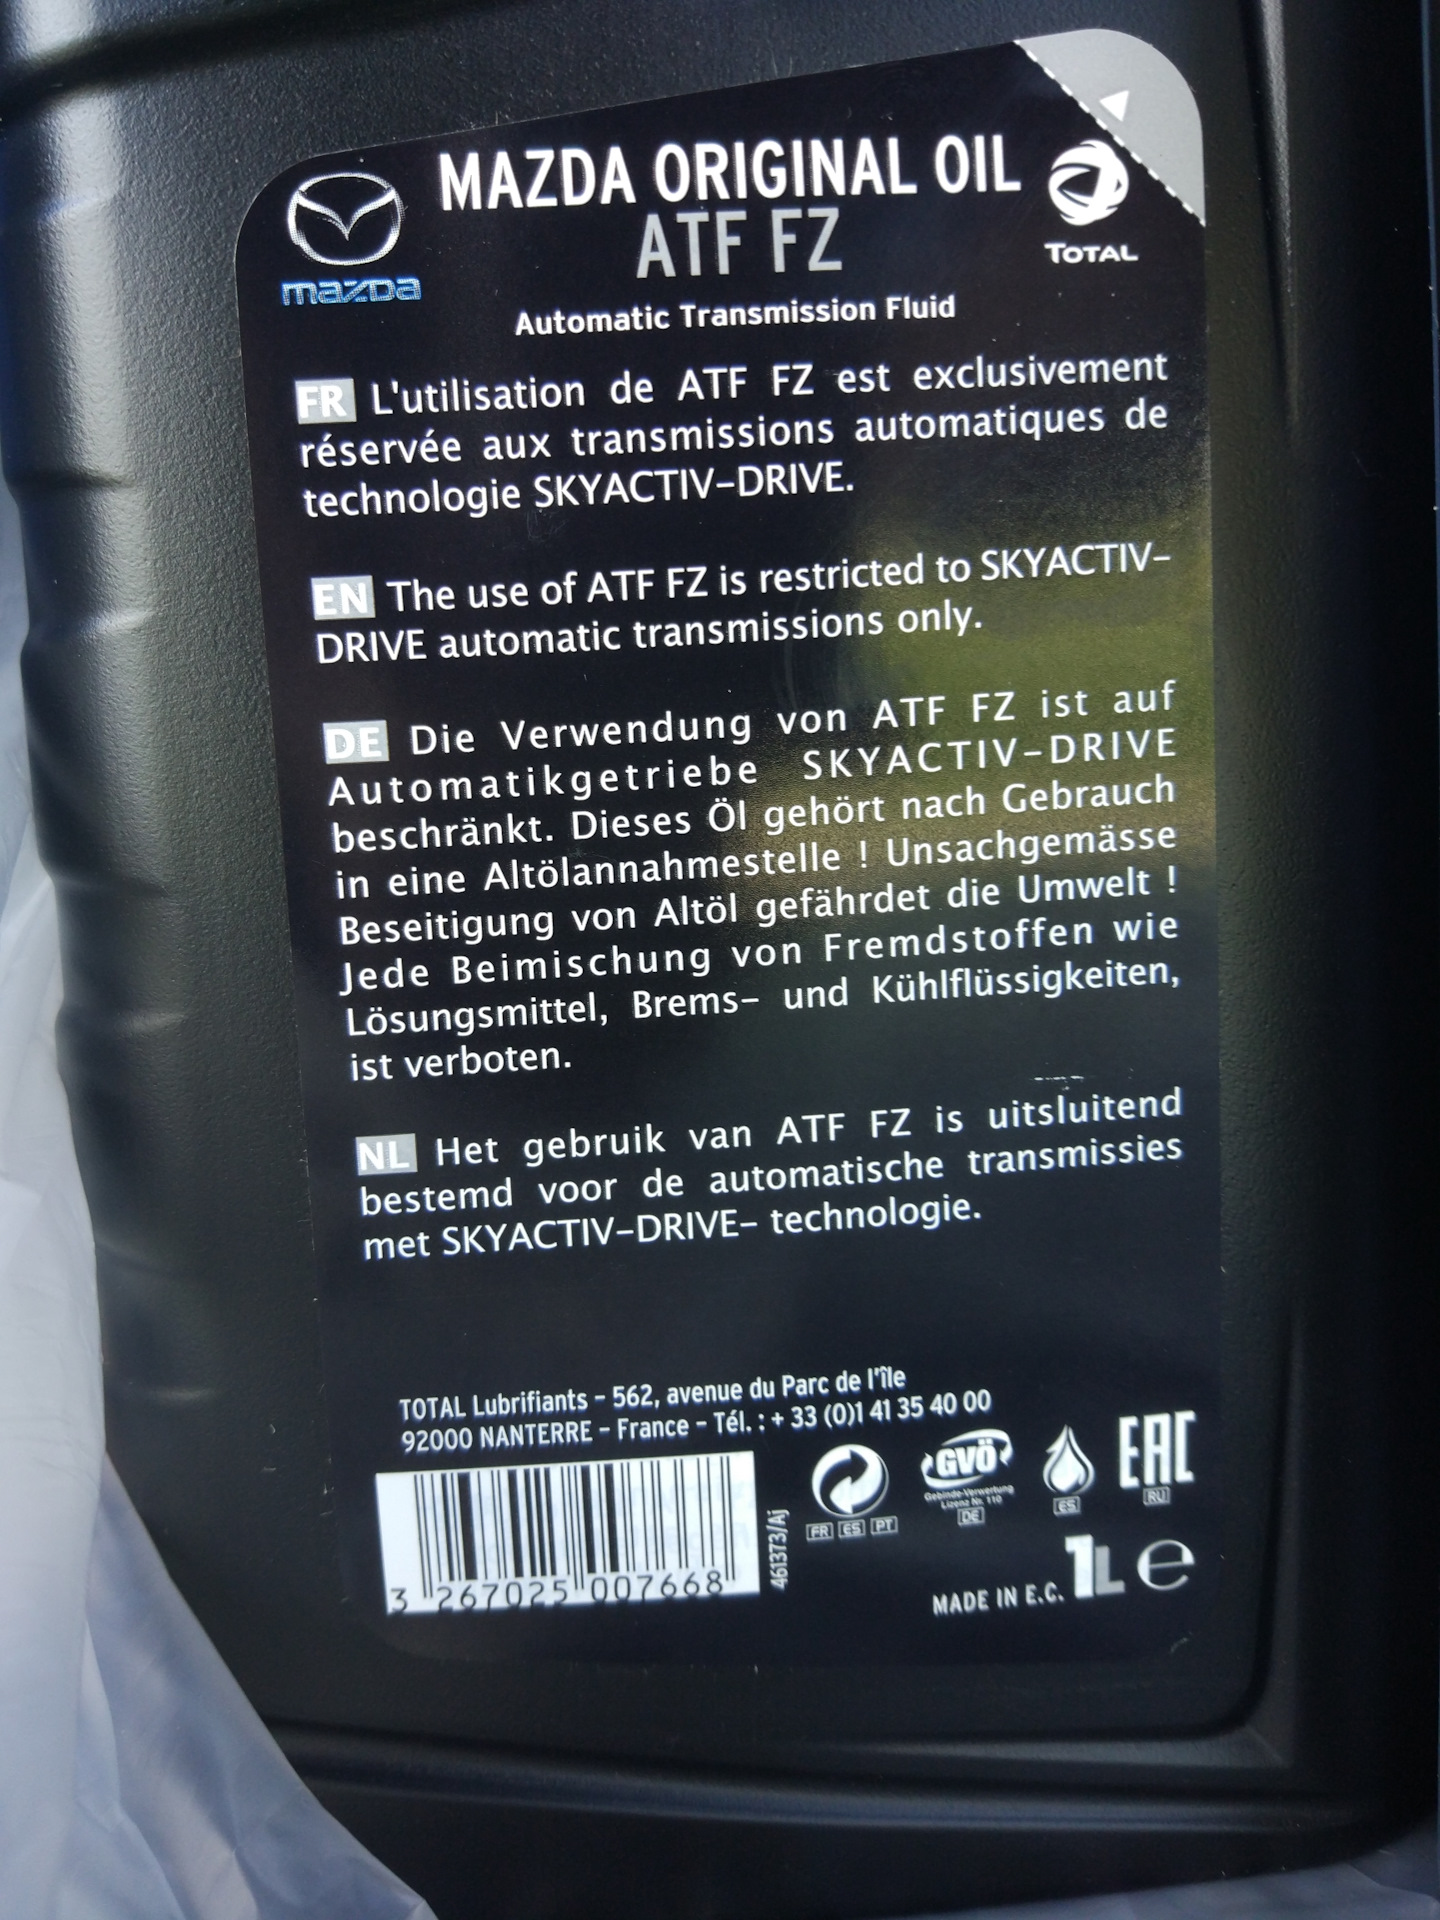 MAZDA ORIGINAL OIL
ATF FZ
mazda
TOTAL
Automatic Transmission Fluid
FR L'utilisation de ATF FZ est exclusivement
réservée aux transmissions automatiques de
technologie SKYACTIV-DRIVE.
EN The use of ATF FZ is restricted to SKYACTIV-
DRIVE automatic transmissions only.
DE Die Verwendung von ATF FZ ist auf
Automatikgetriebe SKYACTIV-DRIVE
beschränkt. Dieses Öl gehört nach Gebrauch
in eine Altölannahmestelle ! Unsachgemässe
Beseitigung von Altöl gefährdet die Umwelt !
Jede Beimischung von Fremdstoffen wie
Lösungsmittel, Brems- und Kühlflüssigkeiten,
ist verboten.
NL Het gebruik van ATF FZ is uitsluitend
bestemd voor de automatische transmissies
met SKYACTIV-DRIVE- technologie.
TOTAL Lubrifiants - 562, avenue du Parc de l'île
92000 NANTERRE - France - Tél. : + 33 (0)1 41 35 40 00
3 267025 007668
461373/Aj
FR ES PT
GVÖ
Gebinde-Verwertung
Lizenz Nr. 110
DE
ES
EAC
RU
MADE IN E.C. 1L e